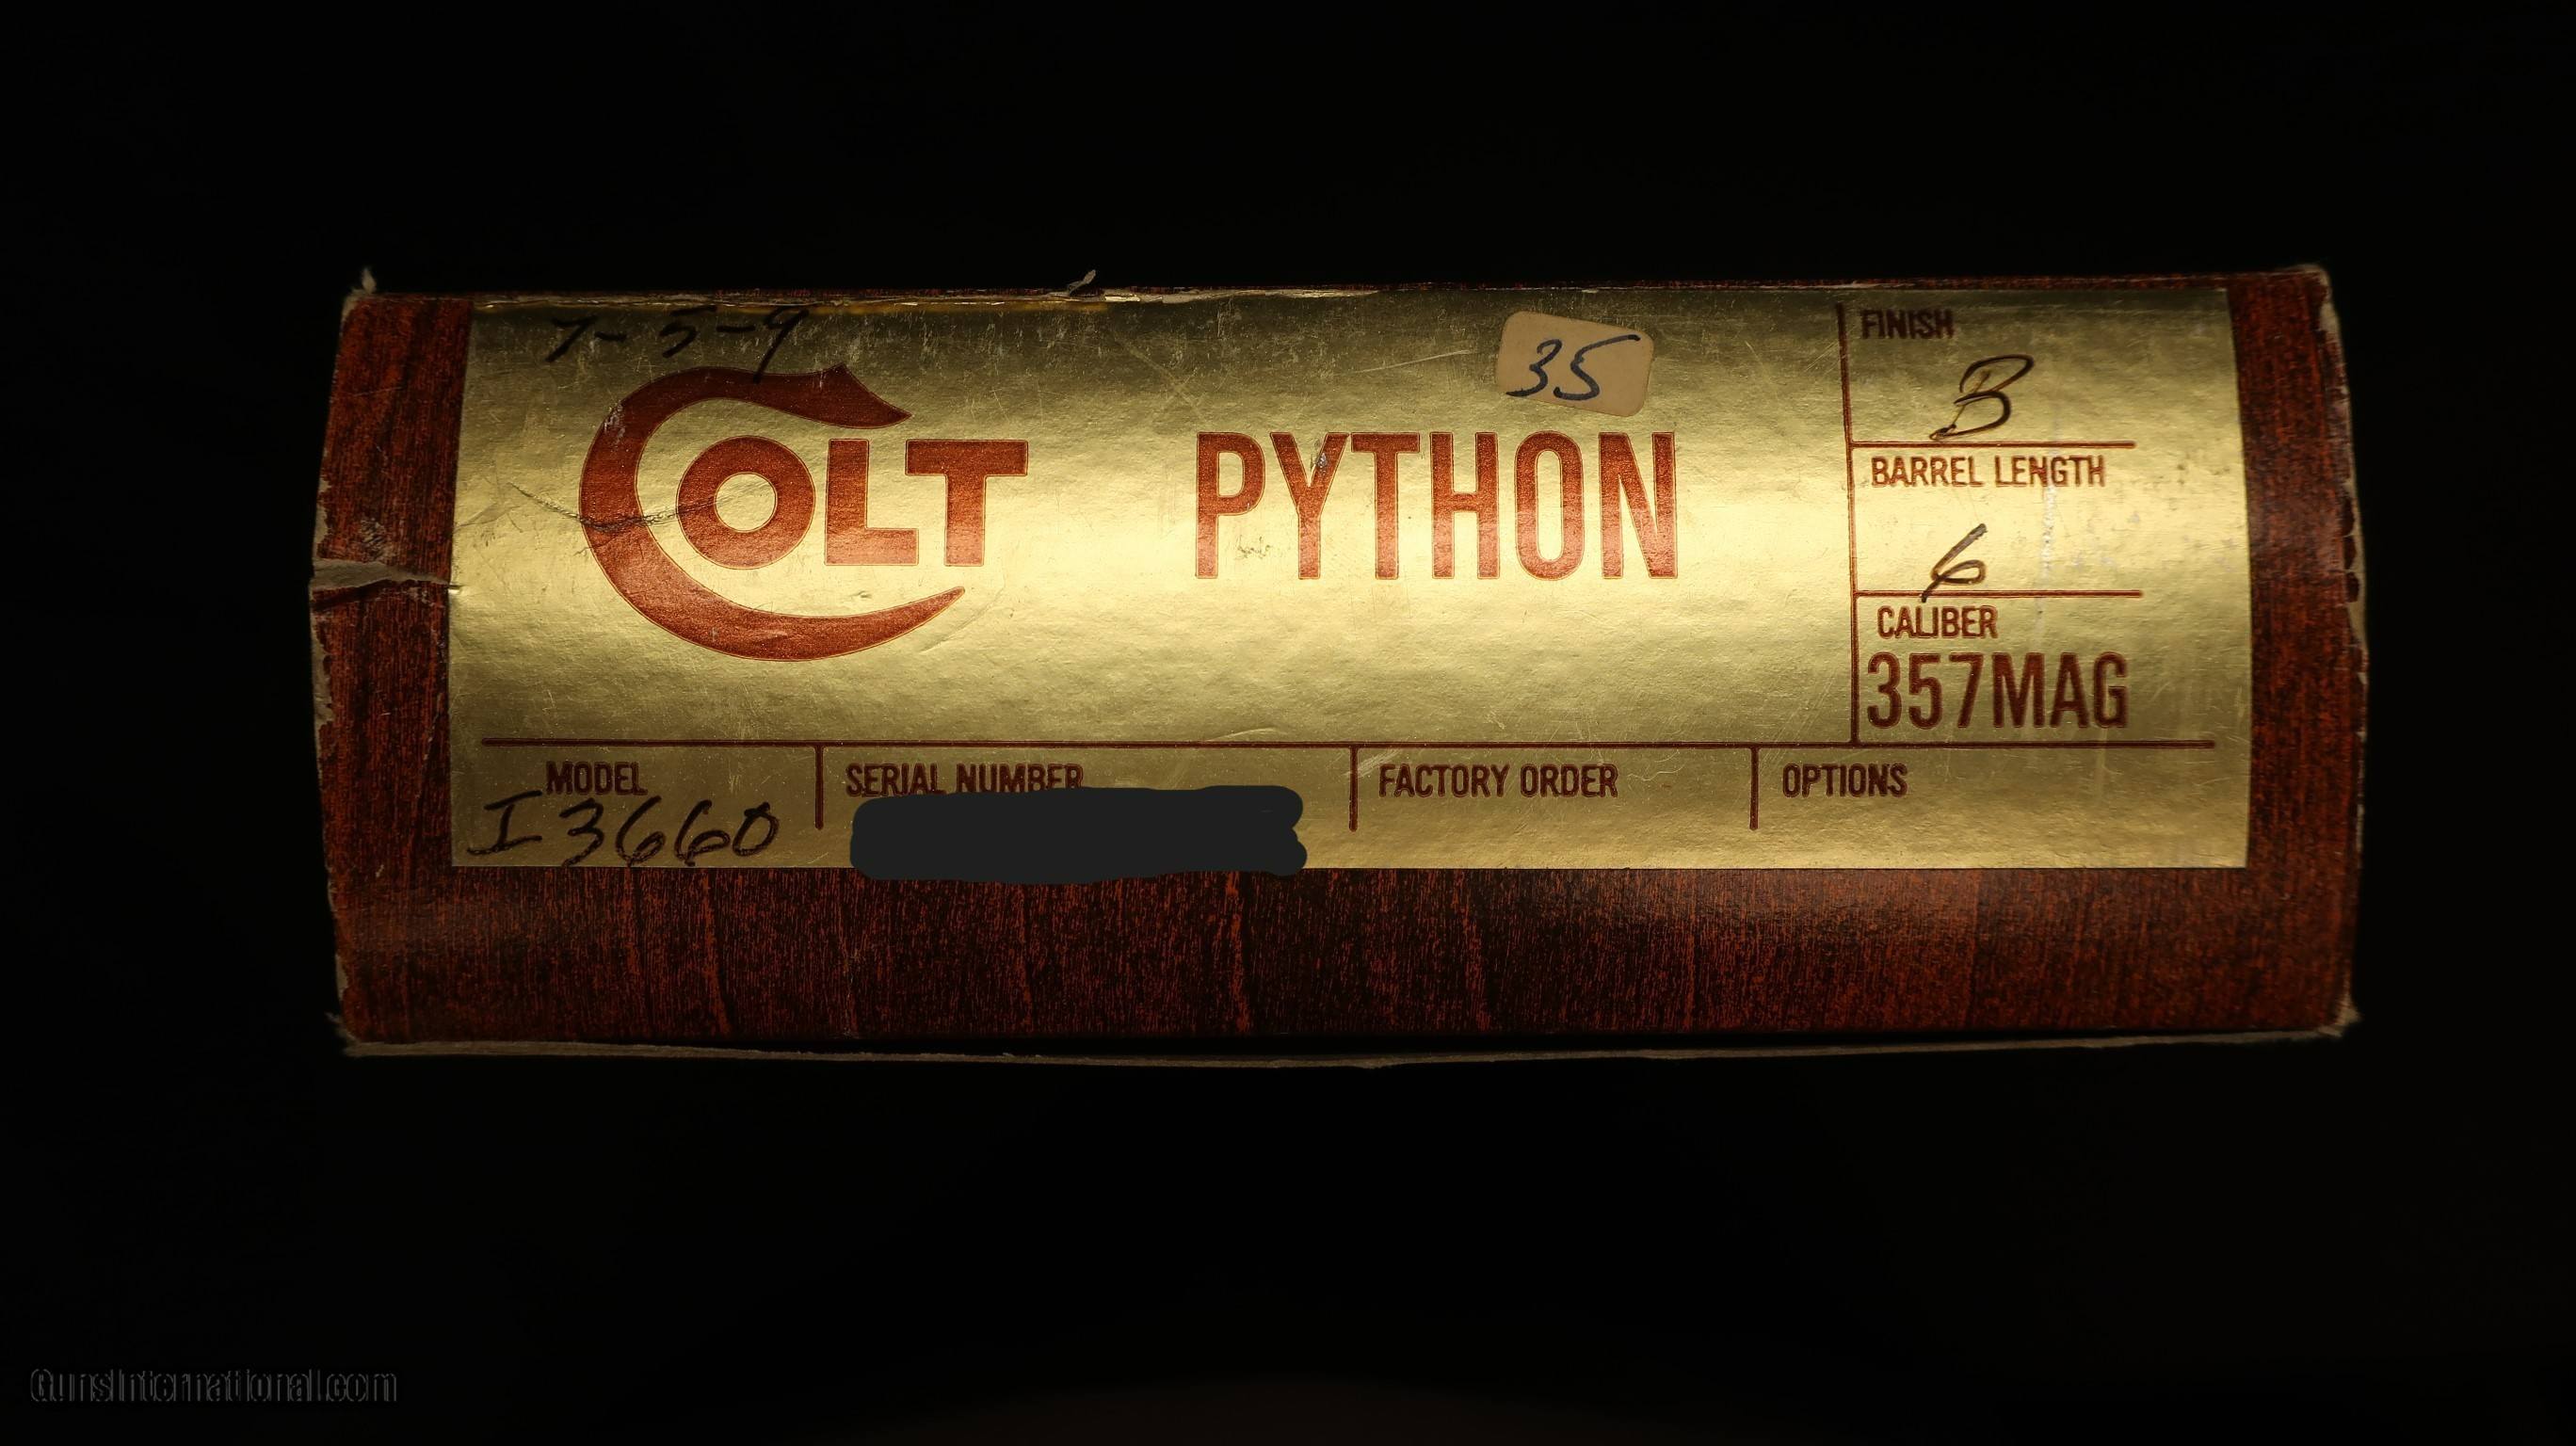 7-5-9
35
COLT PYTHON
FINISH
B
BARREL LENGTH
6
CALIBER
357MAG
MODEL
I3660
SERIAL NUMBER
FACTORY ORDER
OPTIONS
GunsInternational.com